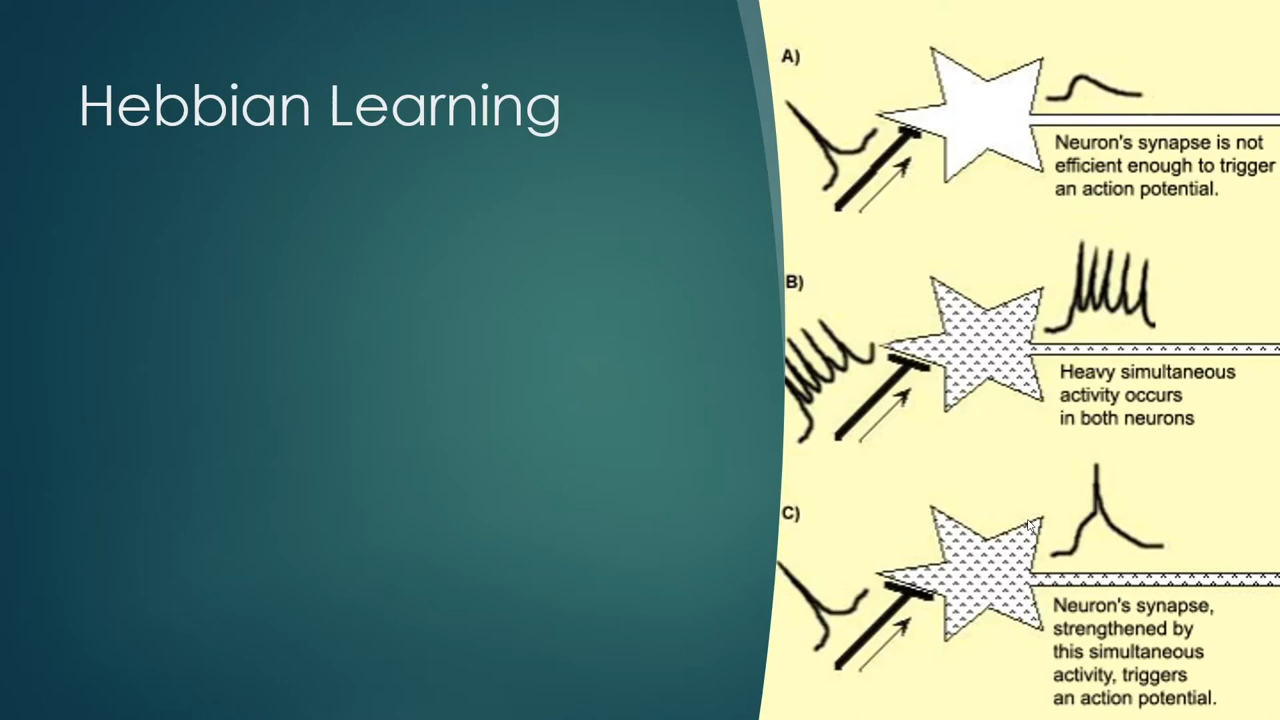 Hebbian Learning
A)
Neuron's synapse is not
efficient enough to trigger
an action potential.
B)
Heavy simultaneous
activity occurs
in both neurons
C)
Neuron's synapse,
strengthened by
this simultaneous
activity, triggers
an action potential.